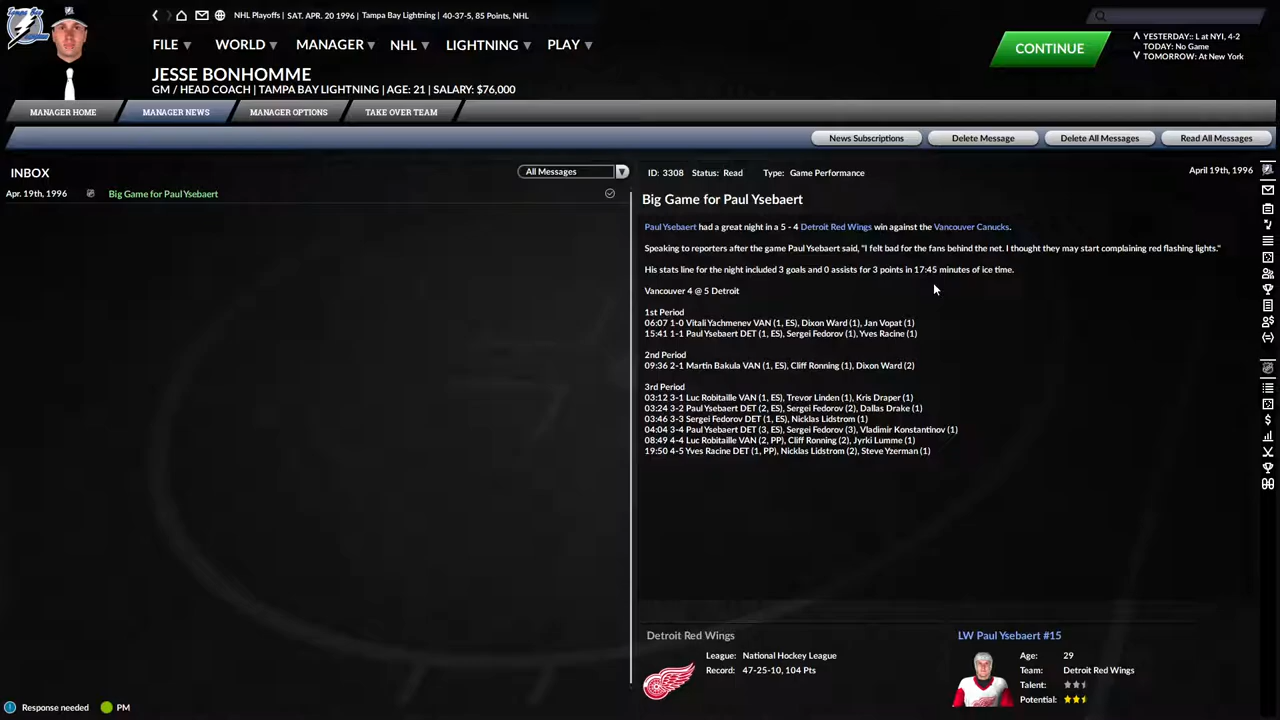 NHL Playoffs | SAT. APR. 20 1996 | Tampa Bay Lightning | 40-37-5, 85 Points, NHL
FILE WORLD MANAGER NHL LIGHTNING PLAY
CONTINUE
YESTERDAY:: L at NYI, 4-2
TODAY: No Game
TOMORROW: At New York
JESSE BONHOMME
GM / HEAD COACH | TAMPA BAY LIGHTNING | AGE: 21 | SALARY: $76,000
MANAGER HOME MANAGER NEWS MANAGER OPTIONS TAKE OVER TEAM
News Subscriptions Delete Message Delete All Messages Read All Messages
INBOX All Messages
Apr. 19th, 1996 Big Game for Paul Ysebaert
ID: 3308 Status: Read Type: Game Performance April 19th, 1996
Big Game for Paul Ysebaert
Paul Ysebaert had a great night in a 5 - 4 Detroit Red Wings win against the Vancouver Canucks.
Speaking to reporters after the game Paul Ysebaert said, "I felt bad for the fans behind the net. I thought they may start complaining red flashing lights."
His stats line for the night included 3 goals and 0 assists for 3 points in 17:45 minutes of ice time.
Vancouver 4 @ 5 Detroit
1st Period
06:07 1-0 Vitali Yachmenev VAN (1, ES), Dixon Ward (1), Jan Vopat (1)
15:41 1-1 Paul Ysebaert DET (1, ES), Sergei Fedorov (1), Yves Racine (1)
2nd Period
09:36 2-1 Martin Bakula VAN (1, ES), Cliff Ronning (1), Dixon Ward (2)
3rd Period
03:12 3-1 Luc Robitaille VAN (1, ES), Trevor Linden (1), Kris Draper (1)
03:24 3-2 Paul Ysebaert DET (2, ES), Sergei Fedorov (2), Dallas Drake (1)
03:46 3-3 Sergei Fedorov DET (1, ES), Nicklas Lidstrom (1)
04:04 3-4 Paul Ysebaert DET (3, ES), Sergei Fedorov (3), Vladimir Konstantinov (1)
08:49 4-4 Luc Robitaille VAN (2, PP), Cliff Ronning (2), Jyrki Lumme (1)
19:50 4-5 Yves Racine DET (1, PP), Nicklas Lidstrom (2), Steve Yzerman (1)
Detroit Red Wings
League: National Hockey League
Record: 47-25-10, 104 Pts
LW Paul Ysebaert #15
Age: 29
Team: Detroit Red Wings
Talent:
Potential:
Response needed PM